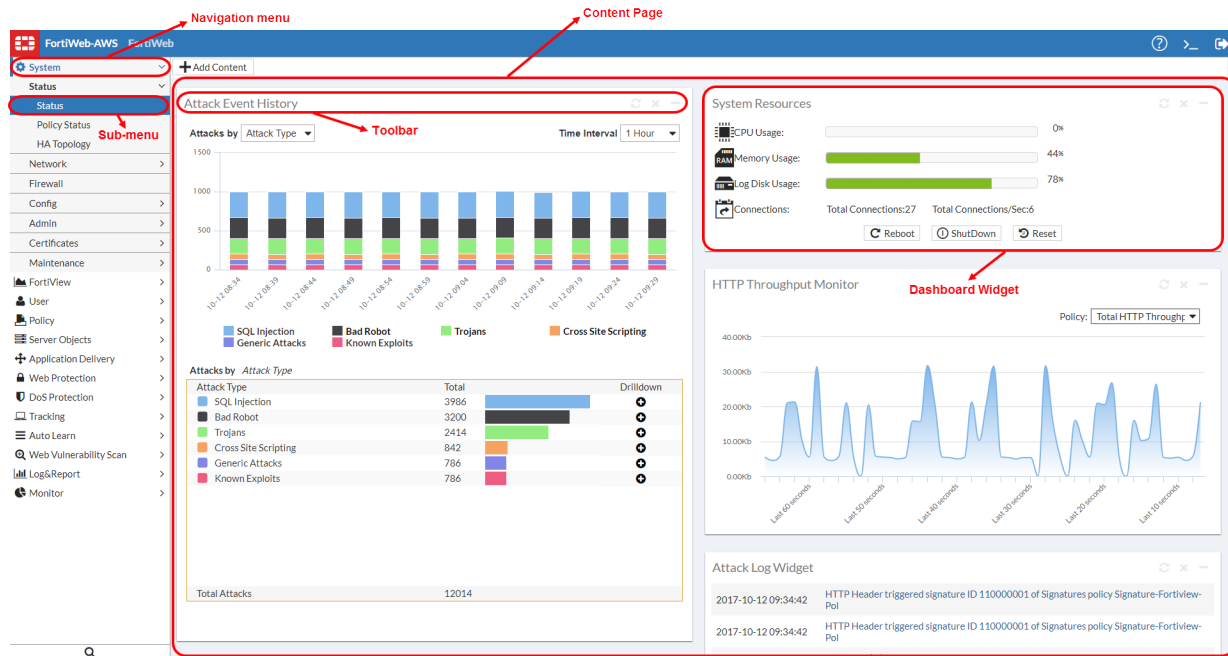 Navigation menu
Content Page
FortiWeb-AWS FortiWeb
System
Add Content
Status
Status
Policy Status
Sub-menu
HA Topology
Network
Firewall
Config
Admin
Certificates
Maintenance
FortiView
User
Policy
Server Objects
Application Delivery
Web Protection
DoS Protection
Tracking
Auto Learn
Web Vulnerability Scan
Log&Report
Monitor
Attack Event History
Toolbar
Attacks by Attack Type
Time Interval 1 Hour
1500
1000
500
0
10-12 08:34
10-12 08:39
10-12 08:44
10-12 08:49
10-12 08:54
10-12 08:59
10-12 09:04
10-12 09:09
10-12 09:14
10-12 09:19
10-12 09:24
10-12 09:29
SQL Injection Bad Robot Trojans Cross Site Scripting
Generic Attacks Known Exploits
Attacks by Attack Type
Attack Type Total Drilldown
SQL Injection 3986
Bad Robot 3200
Trojans 2414
Cross Site Scripting 842
Generic Attacks 786
Known Exploits 786
Total Attacks 12014
System Resources
CPU Usage: 0%
RAM Memory Usage: 44%
Log Disk Usage: 78%
Connections: Total Connections:27 Total Connections/Sec:6
Reboot ShutDown Reset
Dashboard Widget
HTTP Throughput Monitor
Policy: Total HTTP Throughp
40.00Kb
30.00Kb
20.00Kb
10.00Kb
0.00Kb
Last 60 seconds
Last 50 seconds
Last 40 seconds
Last 30 seconds
Last 20 seconds
Last 10 seconds
Attack Log Widget
2017-10-12 09:34:42 HTTP Header triggered signature ID 110000001 of Signatures policy Signature-Fortiview-
Pol
2017-10-12 09:34:42 HTTP Header triggered signature ID 110000001 of Signatures policy Signature-Fortiview-
Pol